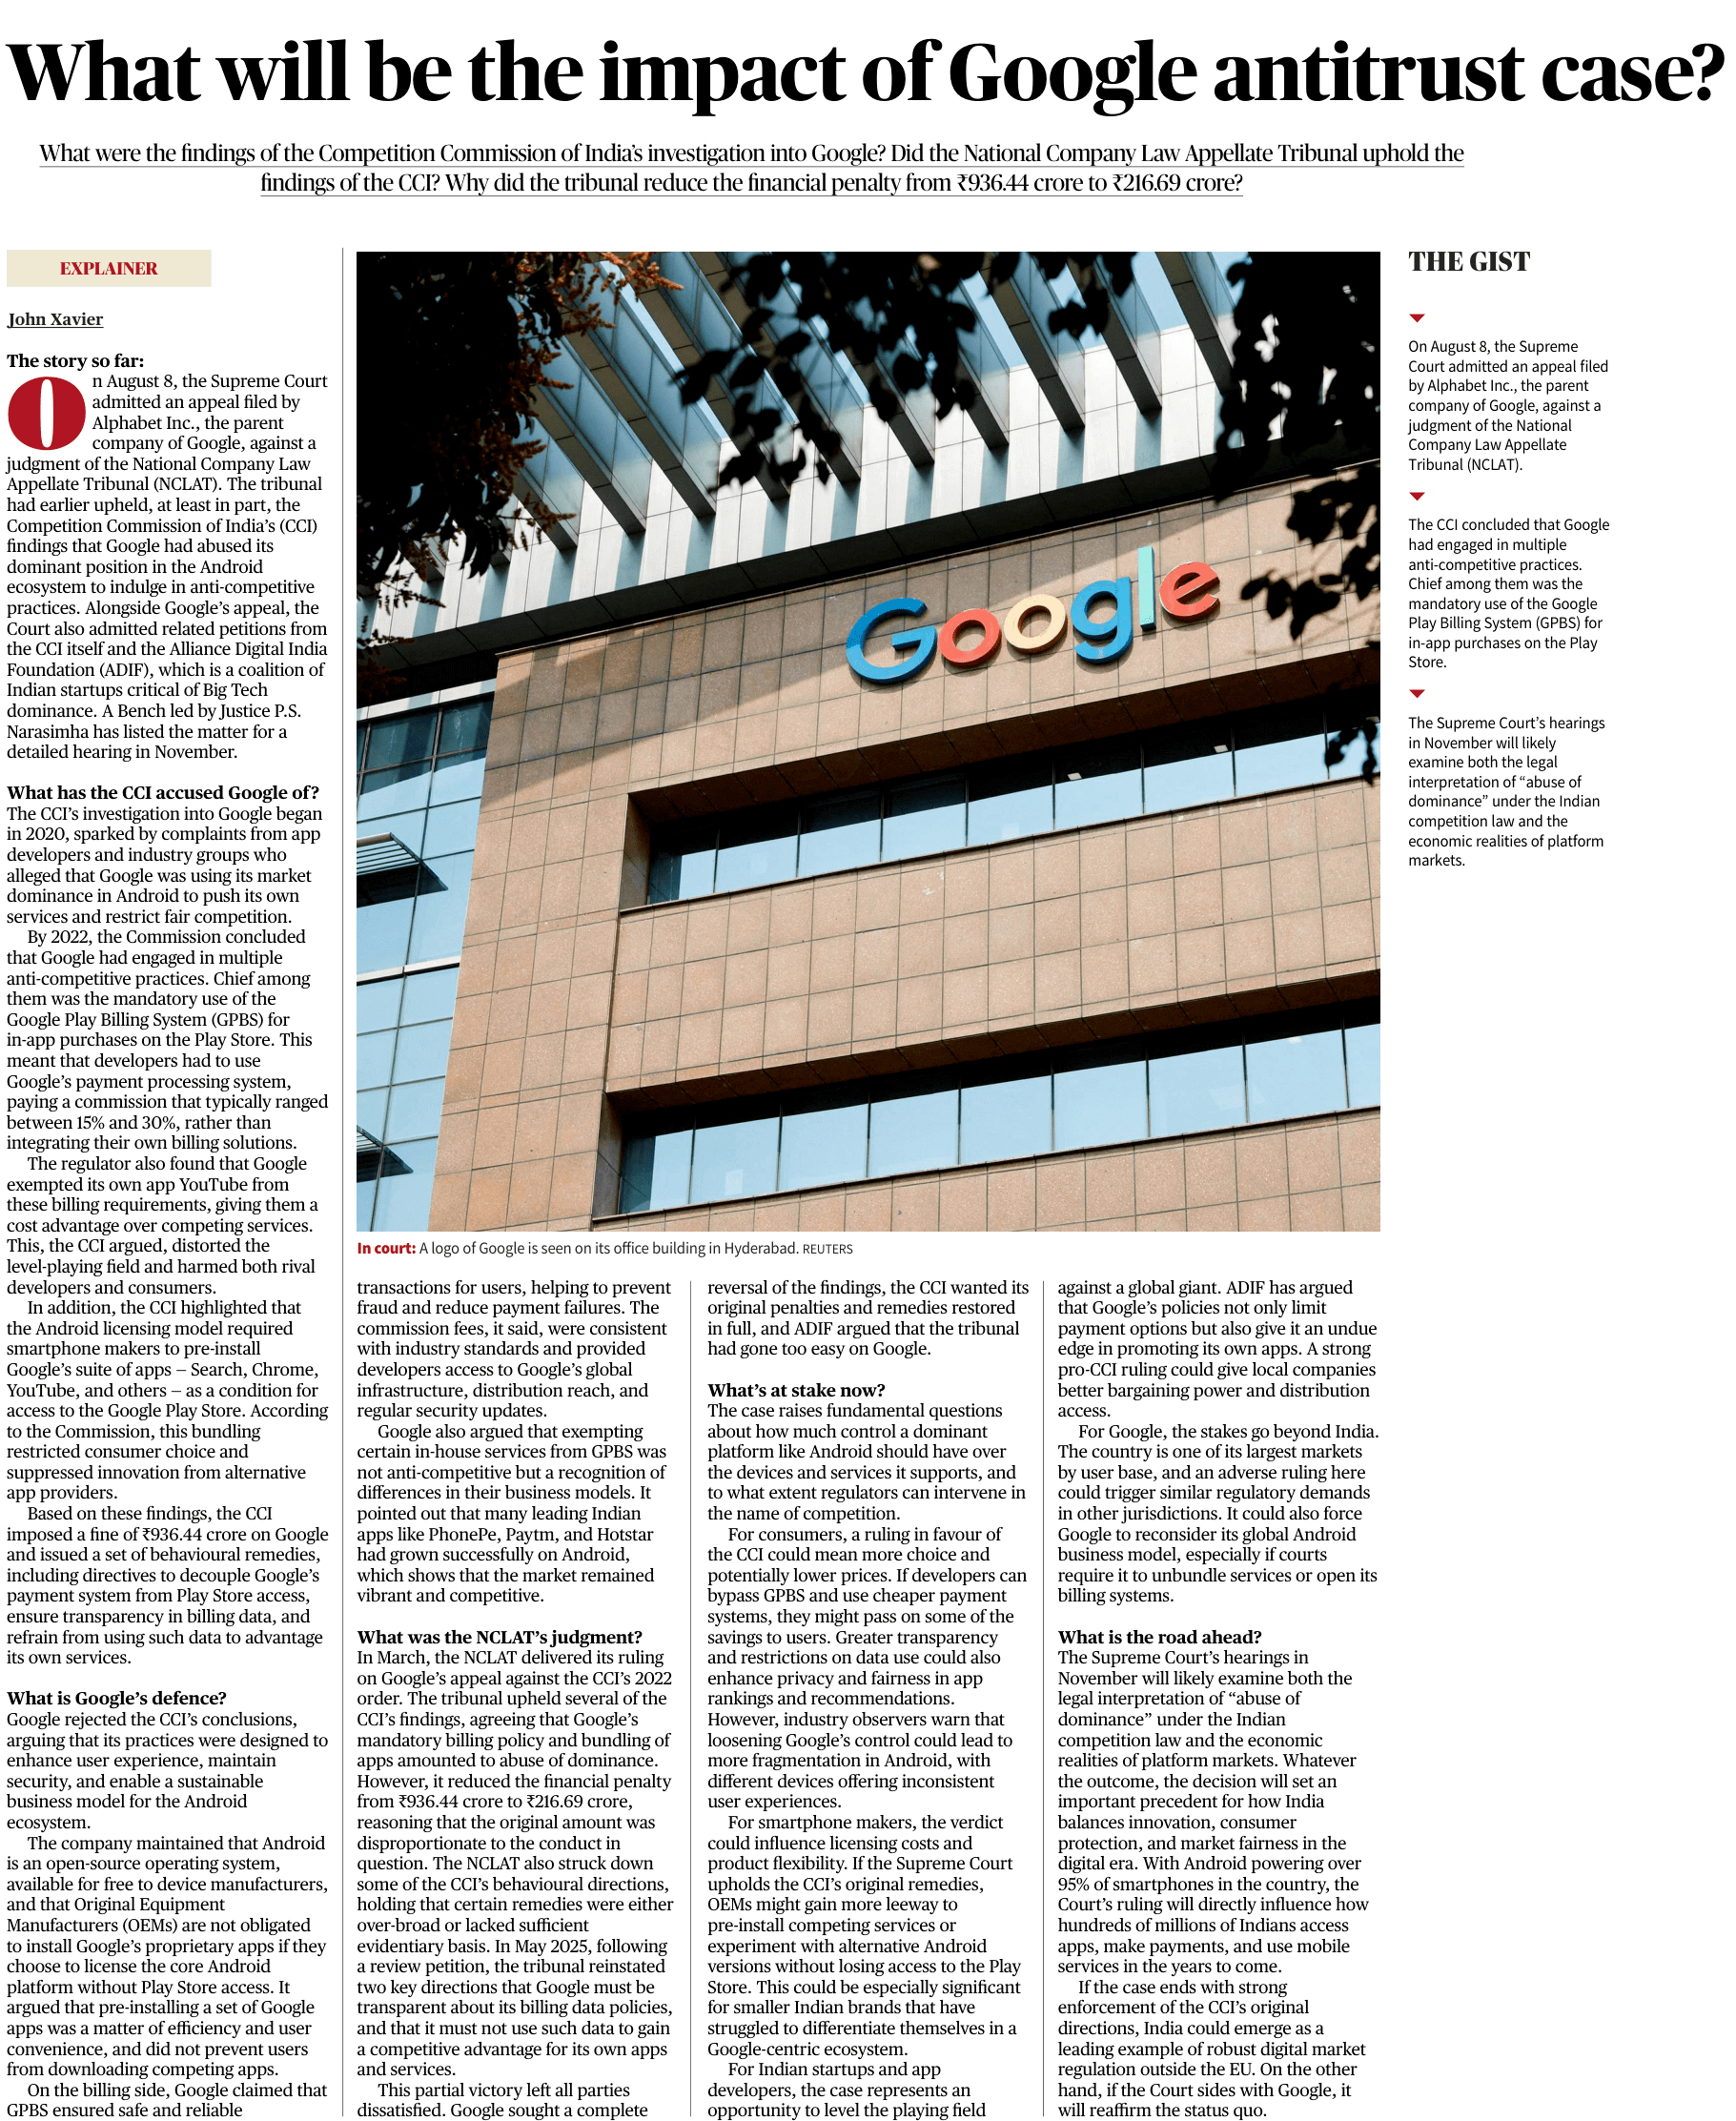 What will be the impact of Google antitrust case?
What were the findings of the Competition Commission of India's investigation into Google? Did the National Company Law Appellate Tribunal uphold the
findings of the CCI? Why did the tribunal reduce the financial penalty from ₹936.44 crore to ₹216.69 crore?
EXPLAINER
John Xavier
The story so far:
On August 8, the Supreme Court
admitted an appeal filed by
Alphabet Inc., the parent
company of Google, against a
judgment of the National Company Law
Appellate Tribunal (NCLAT). The tribunal
had earlier upheld, at least in part, the
Competition Commission of India's (CCI)
findings that Google had abused its
dominant position in the Android
ecosystem to indulge in anti-competitive
practices. Alongside Google's appeal, the
Court also admitted related petitions from
the CCI itself and the Alliance Digital India
Foundation (ADIF), which is a coalition of
Indian startups critical of Big Tech
dominance. A Bench led by Justice P.S.
Narasimha has listed the matter for a
detailed hearing in November.
What has the CCI accused Google of?
The CCI's investigation into Google began
in 2020, sparked by complaints from app
developers and industry groups who
alleged that Google was using its market
dominance in Android to push its own
services and restrict fair competition.
By 2022, the Commission concluded
that Google had engaged in multiple
anti-competitive practices. Chief among
them was the mandatory use of the
Google Play Billing System (GPBS) for
in-app purchases on the Play Store. This
meant that developers had to use
Google's payment processing system,
paying a commission that typically ranged
between 15% and 30%, rather than
integrating their own billing solutions.
The regulator also found that Google
exempted its own app YouTube from
these billing requirements, giving them a
cost advantage over competing services.
This, the CCI argued, distorted the
level-playing field and harmed both rival
developers and consumers.
In addition, the CCI highlighted that
the Android licensing model required
smartphone makers to pre-install
Google's suite of apps – Search, Chrome,
YouTube, and others – as a condition for
access to the Google Play Store. According
to the Commission, this bundling
restricted consumer choice and
suppressed innovation from alternative
app providers.
Based on these findings, the CCI
imposed a fine of ₹936.44 crore on Google
and issued a set of behavioural remedies,
including directives to decouple Google's
payment system from Play Store access,
ensure transparency in billing data, and
refrain from using such data to advantage
its own services.
What is Google's defence?
Google rejected the CCI's conclusions,
arguing that its practices were designed to
enhance user experience, maintain
security, and enable a sustainable
business model for the Android
ecosystem.
The company maintained that Android
is an open-source operating system,
available for free to device manufacturers,
and that Original Equipment
Manufacturers (OEMs) are not obligated
to install Google's proprietary apps if they
choose to license the core Android
platform without Play Store access. It
argued that pre-installing a set of Google
apps was a matter of efficiency and user
convenience, and did not prevent users
from downloading competing apps.
On the billing side, Google claimed that
GPBS ensured safe and reliable
Google
In court: A logo of Google is seen on its office building in Hyderabad. REUTERS
transactions for users, helping to prevent
fraud and reduce payment failures. The
commission fees, it said, were consistent
with industry standards and provided
developers access to Google's global
infrastructure, distribution reach, and
regular security updates.
Google also argued that exempting
certain in-house services from GPBS was
not anti-competitive but a recognition of
differences in their business models. It
pointed out that many leading Indian
apps like PhonePe, Paytm, and Hotstar
had grown successfully on Android,
which shows that the market remained
vibrant and competitive.
What was the NCLAT's judgment?
In March, the NCLAT delivered its ruling
on Google's appeal against the CCI's 2022
order. The tribunal upheld several of the
CCI's findings, agreeing that Google's
mandatory billing policy and bundling of
apps amounted to abuse of dominance.
However, it reduced the financial penalty
from ₹936.44 crore to ₹216.69 crore,
reasoning that the original amount was
disproportionate to the conduct in
question. The NCLAT also struck down
some of the CCI's behavioural directions,
holding that certain remedies were either
over-broad or lacked sufficient
evidentiary basis. In May 2025, following
a review petition, the tribunal reinstated
two key directions that Google must be
transparent about its billing data policies,
and that it must not use such data to gain
a competitive advantage for its own apps
and services.
This partial victory left all parties
dissatisfied. Google sought a complete
reversal of the findings, the CCI wanted its
original penalties and remedies restored
in full, and ADIF argued that the tribunal
had gone too easy on Google.
What's at stake now?
The case raises fundamental questions
about how much control a dominant
platform like Android should have over
the devices and services it supports, and
to what extent regulators can intervene in
the name of competition.
For consumers, a ruling in favour of
the CCI could mean more choice and
potentially lower prices. If developers can
bypass GPBS and use cheaper payment
systems, they might pass on some of the
savings to users. Greater transparency
and restrictions on data use could also
enhance privacy and fairness in app
rankings and recommendations.
However, industry observers warn that
loosening Google's control could lead to
more fragmentation in Android, with
different devices offering inconsistent
user experiences.
For smartphone makers, the verdict
could influence licensing costs and
product flexibility. If the Supreme Court
upholds the CCI's original remedies,
OEMs might gain more leeway to
pre-install competing services or
experiment with alternative Android
versions without losing access to the Play
Store. This could be especially significant
for smaller Indian brands that have
struggled to differentiate themselves in a
Google-centric ecosystem.
For Indian startups and app
developers, the case represents an
opportunity to level the playing field
against a global giant. ADIF has argued
that Google's policies not only limit
payment options but also give it an undue
edge in promoting its own apps. A strong
pro-CCI ruling could give local companies
better bargaining power and distribution
access.
For Google, the stakes go beyond India.
The country is one of its largest markets
by user base, and an adverse ruling here
could trigger similar regulatory demands
in other jurisdictions. It could also force
Google to reconsider its global Android
business model, especially if courts
require it to unbundle services or open its
billing systems.
What is the road ahead?
The Supreme Court's hearings in
November will likely examine both the
legal interpretation of “abuse of
dominance” under the Indian
competition law and the economic
realities of platform markets. Whatever
the outcome, the decision will set an
important precedent for how India
balances innovation, consumer
protection, and market fairness in the
digital era. With Android powering over
95% of smartphones in the country, the
Court's ruling will directly influence how
hundreds of millions of Indians access
apps, make payments, and use mobile
services in the years to come.
If the case ends with strong
enforcement of the CCI's original
directions, India could emerge as a
leading example of robust digital market
regulation outside the EU. On the other
hand, if the Court sides with Google, it
will reaffirm the status quo.
THE GIST
On August 8, the Supreme
Court admitted an appeal filed
by Alphabet Inc., the parent
company of Google, against a
judgment of the National
Company Law Appellate
Tribunal (NCLAT).
The CCI concluded that Google
had engaged in multiple
anti-competitive practices.
Chief among them was the
mandatory use of the Google
Play Billing System (GPBS) for
in-app purchases on the Play
Store.
The Supreme Court's hearings
in November will likely
examine both the legal
interpretation of “abuse of
dominance” under the Indian
competition law and the
economic realities of platform
markets.